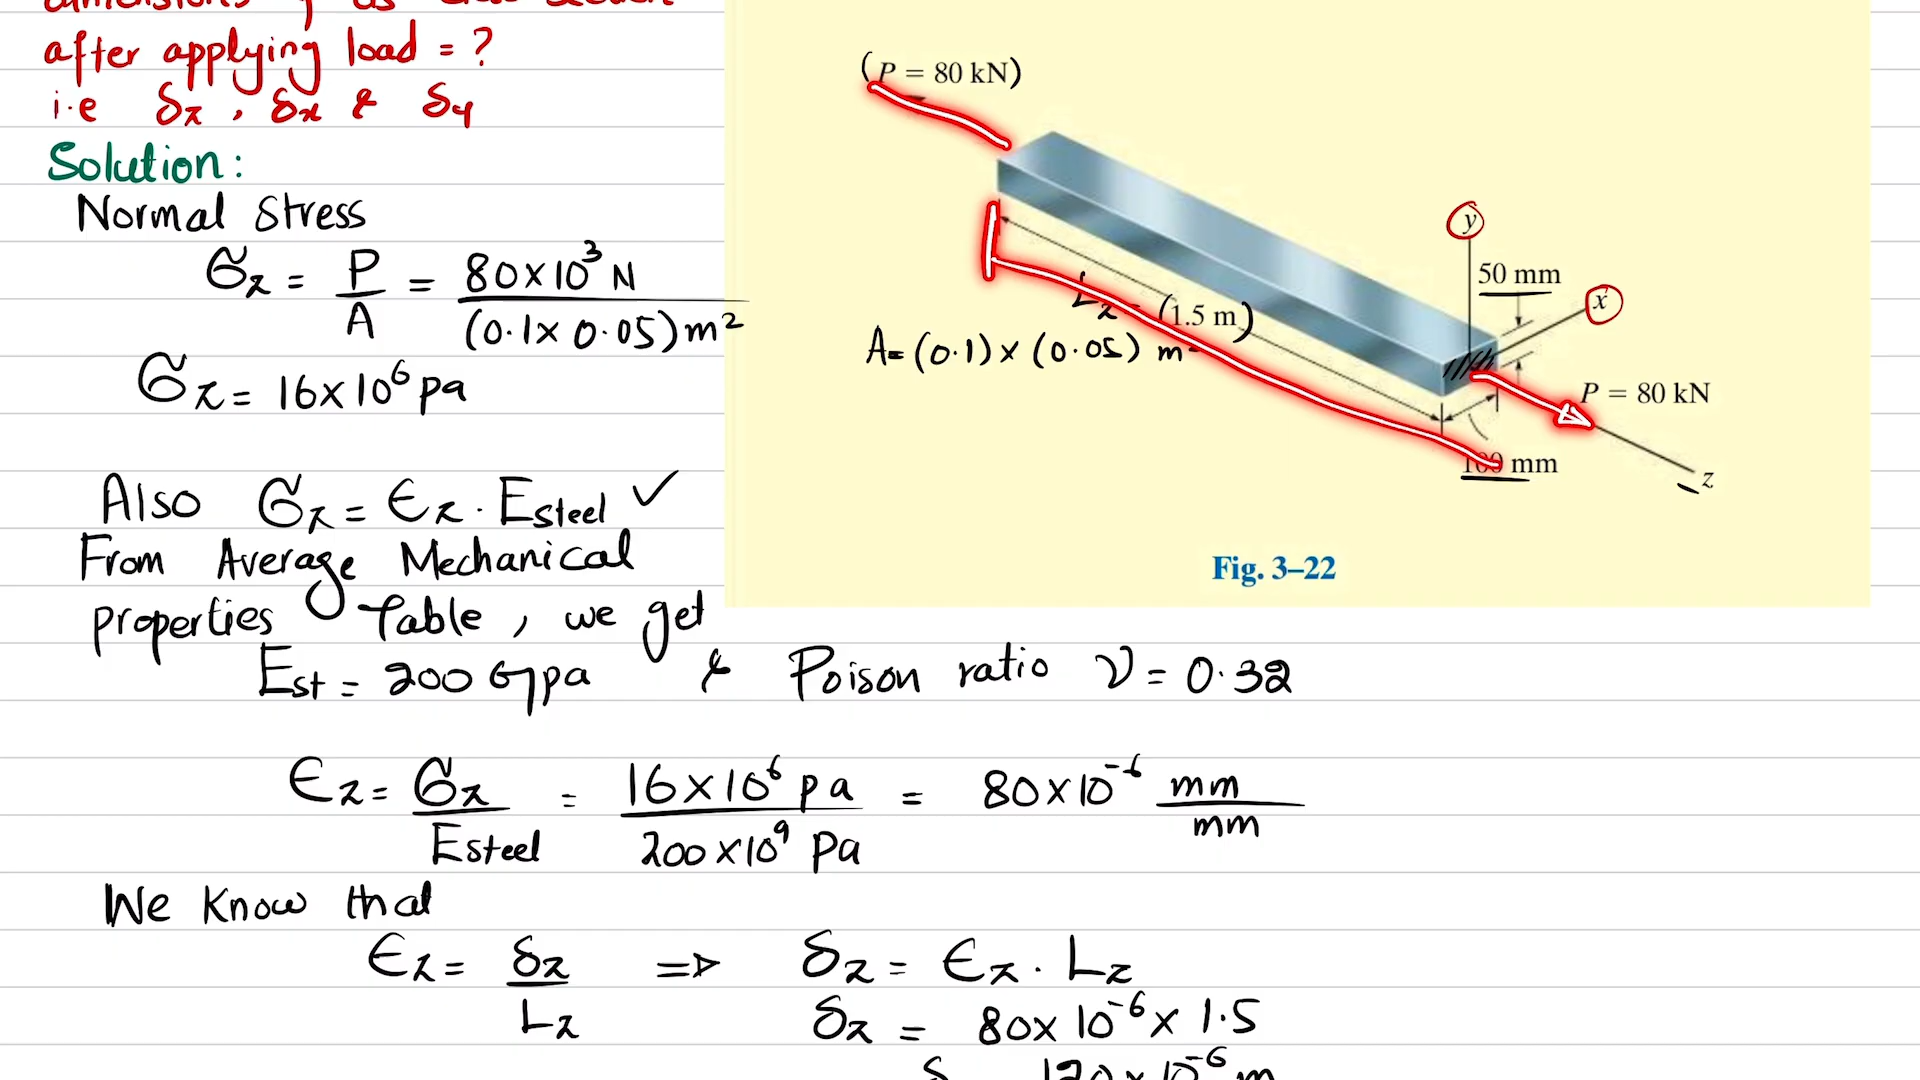 after applying load = ?
i.e δz , δx & δy
Solution:
Normal Stress
σz = P/A = 80×10³ N / (0.1×0.05) m²
σz = 16×10⁶ pa
Also σz = ϵz . Esteel ✓
From Average Mechanical
properties Table, we get
Est = 200 Gpa & Poison ratio ν = 0.32
ϵz = σz/Esteel = 16×10⁶ pa / 200×10⁹ Pa = 80×10⁻⁶ mm/mm
We Know that
ϵz = δz/Lz => δz = ϵz . Lz
δz = 80×10⁻⁶ × 1.5
120×10⁻⁶ m
(P = 80 kN)
y
50 mm
x
Lz = (1.5 m)
A = (0.1) × (0.05) m²
P = 80 kN
100 mm
z
Fig. 3–22